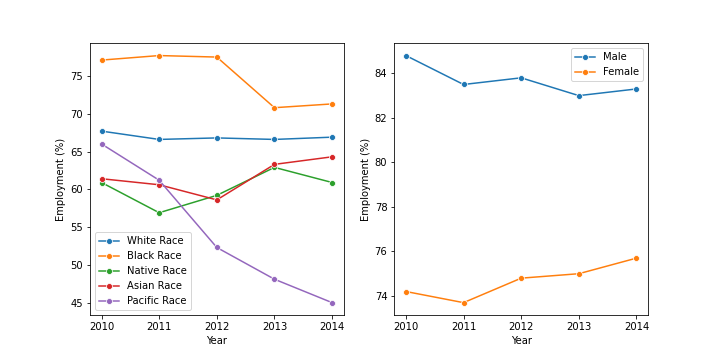 75
70
65
60
55
50
45
Employment (%)
2010 2011 2012 2013 2014
Year
White Race
Black Race
Native Race
Asian Race
Pacific Race
84
82
80
78
76
74
Employment (%)
2010 2011 2012 2013 2014
Year
Male
Female